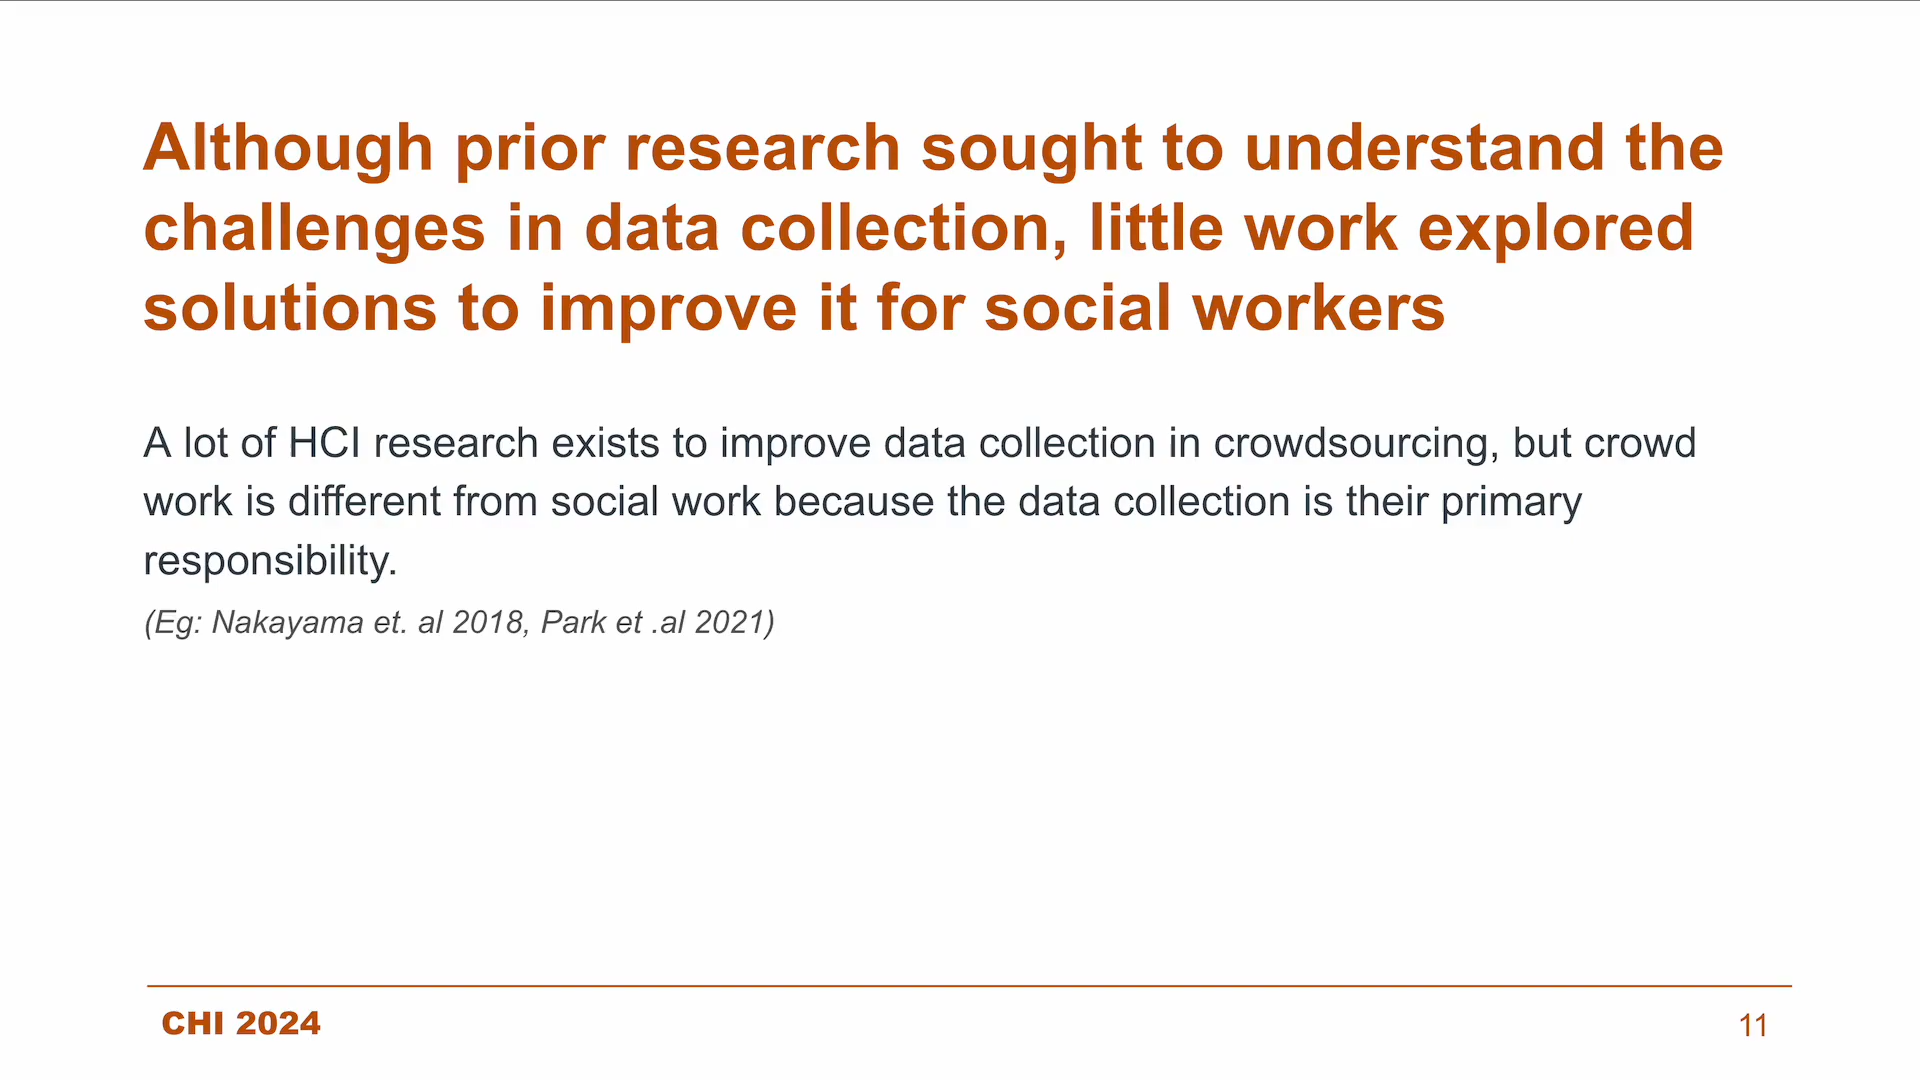 Although prior research sought to understand the
challenges in data collection, little work explored
solutions to improve it for social workers
A lot of HCI research exists to improve data collection in crowdsourcing, but crowd
work is different from social work because the data collection is their primary
responsibility.
(Eg: Nakayama et. al 2018, Park et .al 2021)
CHI 2024
11